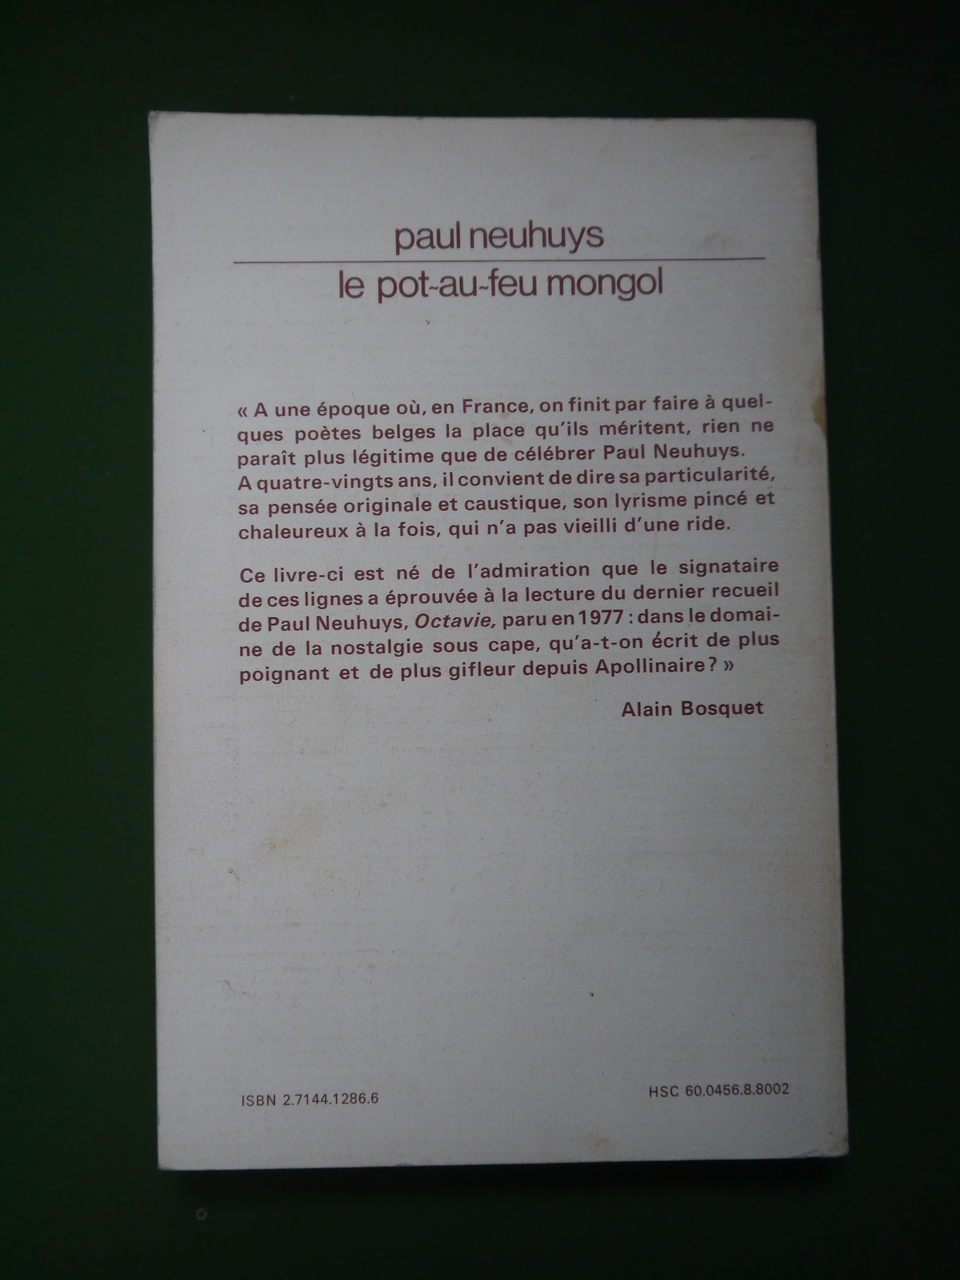 paul neuhuys
le pot-au-feu mongol
« A une époque où, en France, on finit par faire à quel-
ques poètes belges la place qu'ils méritent, rien ne
paraît plus légitime que de célébrer Paul Neuhuys.
A quatre-vingts ans, il convient de dire sa particularité,
sa pensée originale et caustique, son lyrisme pincé et
chaleureux à la fois, qui n'a pas vieilli d'une ride.
Ce livre-ci est né de l'admiration que le signataire
de ces lignes a éprouvée à la lecture du dernier recueil
de Paul Neuhuys, Octavie, paru en 1977 : dans le domai-
ne de la nostalgie sous cape, qu'a-t-on écrit de plus
poignant et de plus gifleur depuis Apollinaire ? »
Alain Bosquet
ISBN 2.7144.1286.6
HSC 60.0456.8.8002